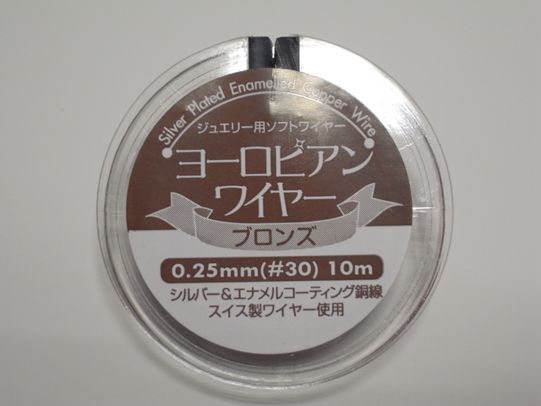 Silver Plated Enamelled Copper Wire
ジュエリー用ソフトワイヤー
ヨーロピアン
ワイヤー
ブロンズ
0.25mm(#30) 10m
シルバー&エナメルコーティング銅線
スイス製ワイヤー使用